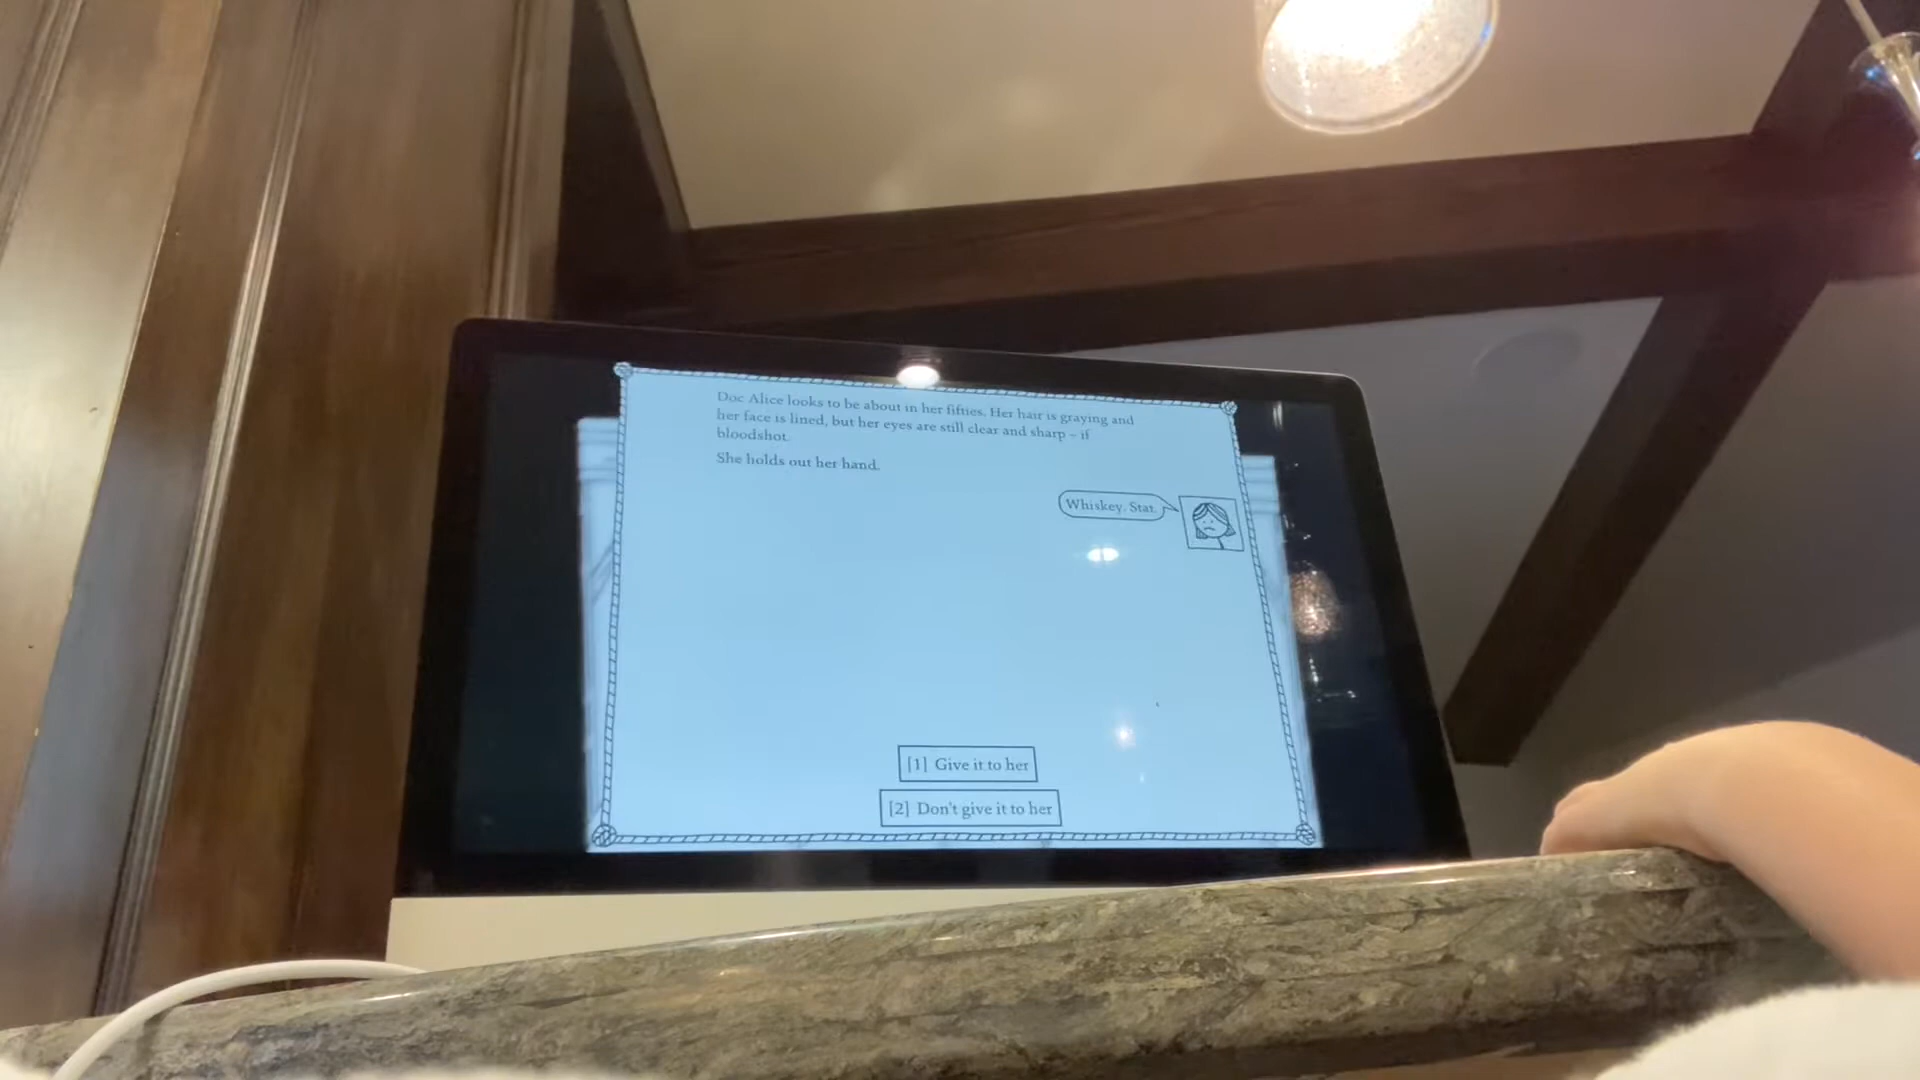 Doc Alice looks to be about in her fifties. Her hair is graying and
her face is lined, but her eyes are still clear and sharp – if
bloodshot.
She holds out her hand.
Whiskey. Stat.
[1] Give it to her
[2] Don't give it to her